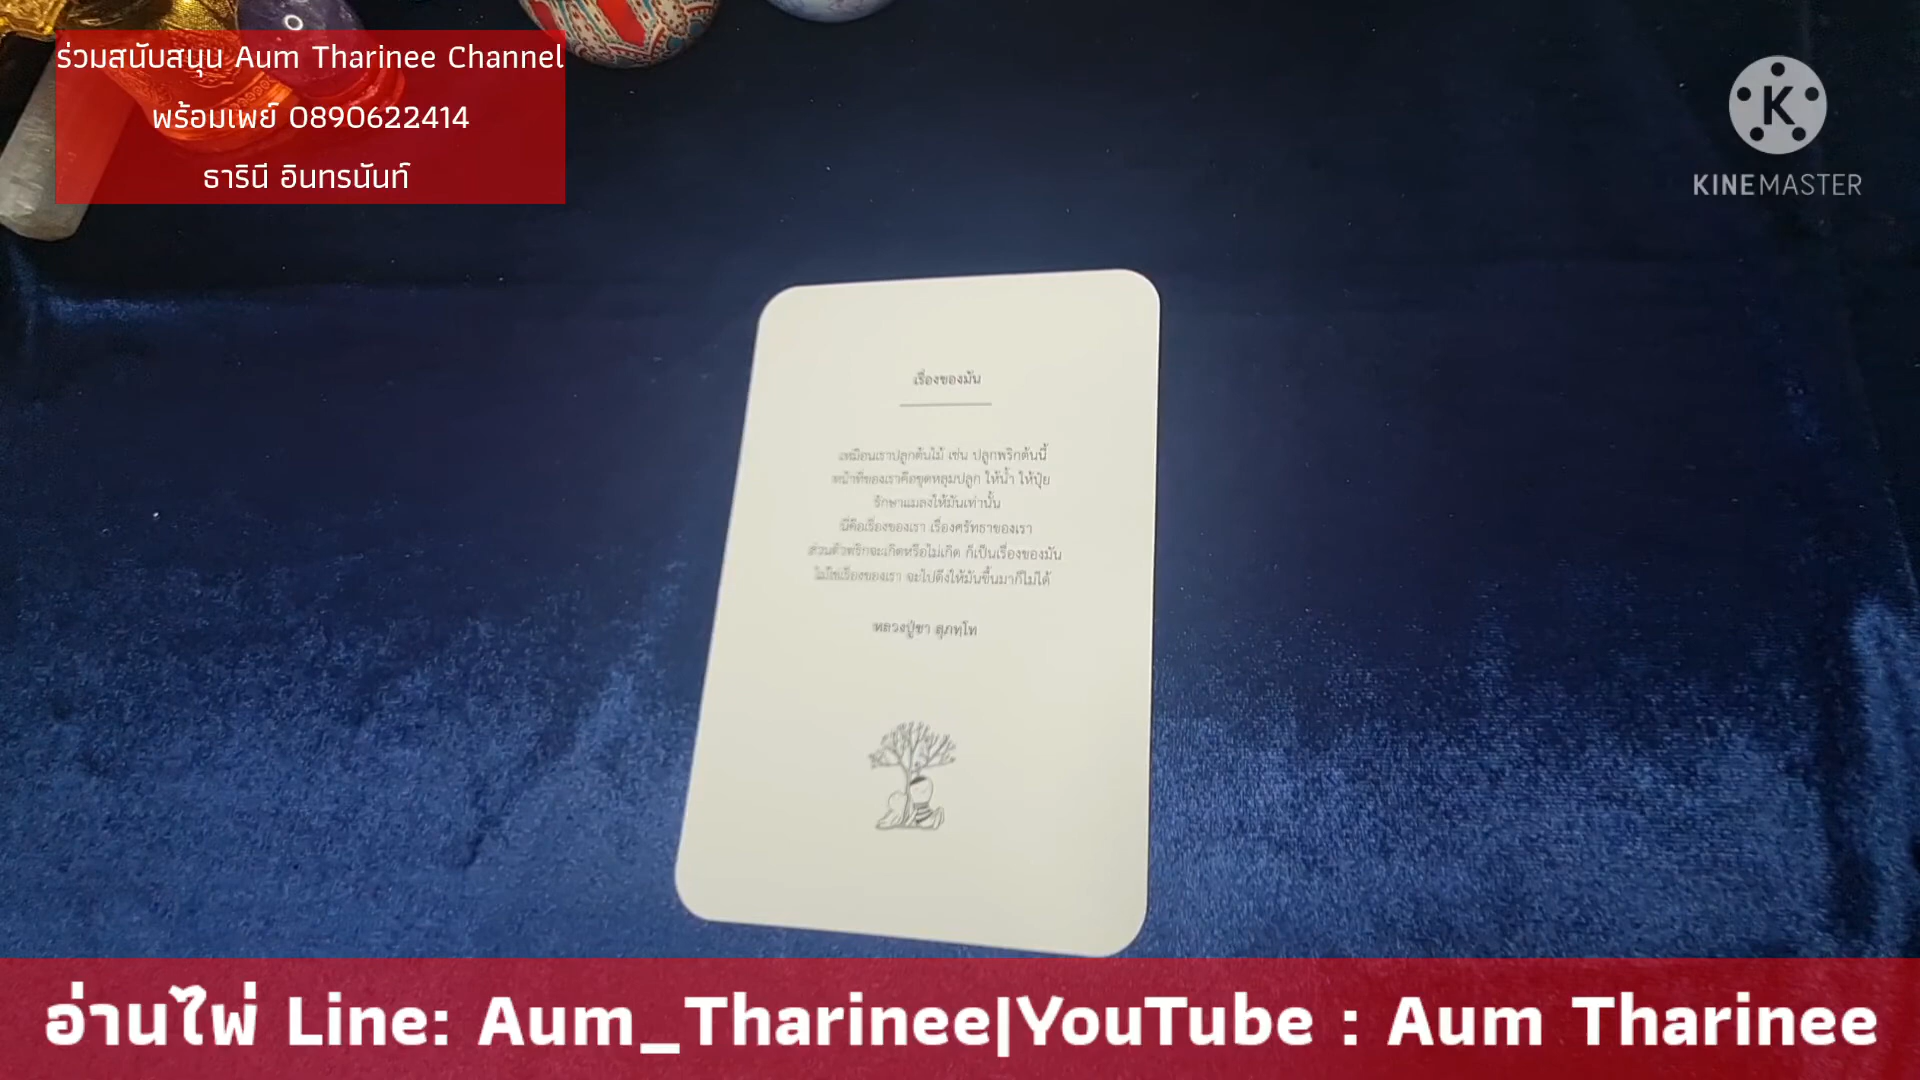 ร่วมสนับสนุน Aum Tharinee Channel
พร้อมเพย์ 0890622414
ธารินี อินทรนันท์
KINEMASTER
เรื่องของมัน
เหมือนเราปลูกต้นไม้ เช่น ปลูกพริกต้นนี้
หน้าที่ของเราคือขุดหลุมปลูก ให้น้ำ ให้ปุ๋ย
รักษาแมลงให้มันเท่านั้น
นี่คือเรื่องของเรา เรื่องศรัทธาของเรา
ส่วนตัวพริกจะเกิดหรือไม่เกิด ก็เป็นเรื่องของมัน
ไม่ใช่เรื่องของเรา จะไปดึงให้มันขึ้นมาก็ไม่ได้
หลวงปู่ชา สุภทฺโท
อ่านไพ่ Line: Aum_Tharinee|YouTube : Aum Tharinee